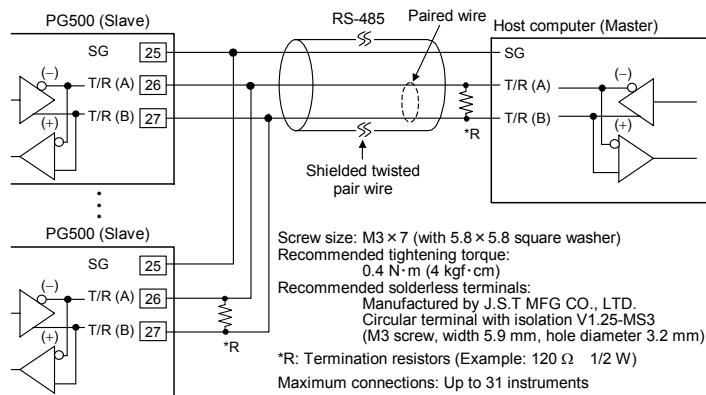 PG500 (Slave)
RS-485
Paired wire
Host computer (Master)
SG 25
SG
(−)
T/R (A) 26
T/R (A)
(−)
T/R (B) 27
*R
T/R (B)
(+)
(+)
Shielded twisted
pair wire
PG500 (Slave)
SG 25
(−)
T/R (A) 26
T/R (B) 27
(+)
*R
Screw size: M3 × 7 (with 5.8 × 5.8 square washer)
Recommended tightening torque:
0.4 N·m (4 kgf·cm)
Recommended solderless terminals:
Manufactured by J.S.T MFG CO., LTD.
Circular terminal with isolation V1.25-MS3
(M3 screw, width 5.9 mm, hole diameter 3.2 mm)
*R: Termination resistors (Example: 120 Ω 1/2 W)
Maximum connections: Up to 31 instruments